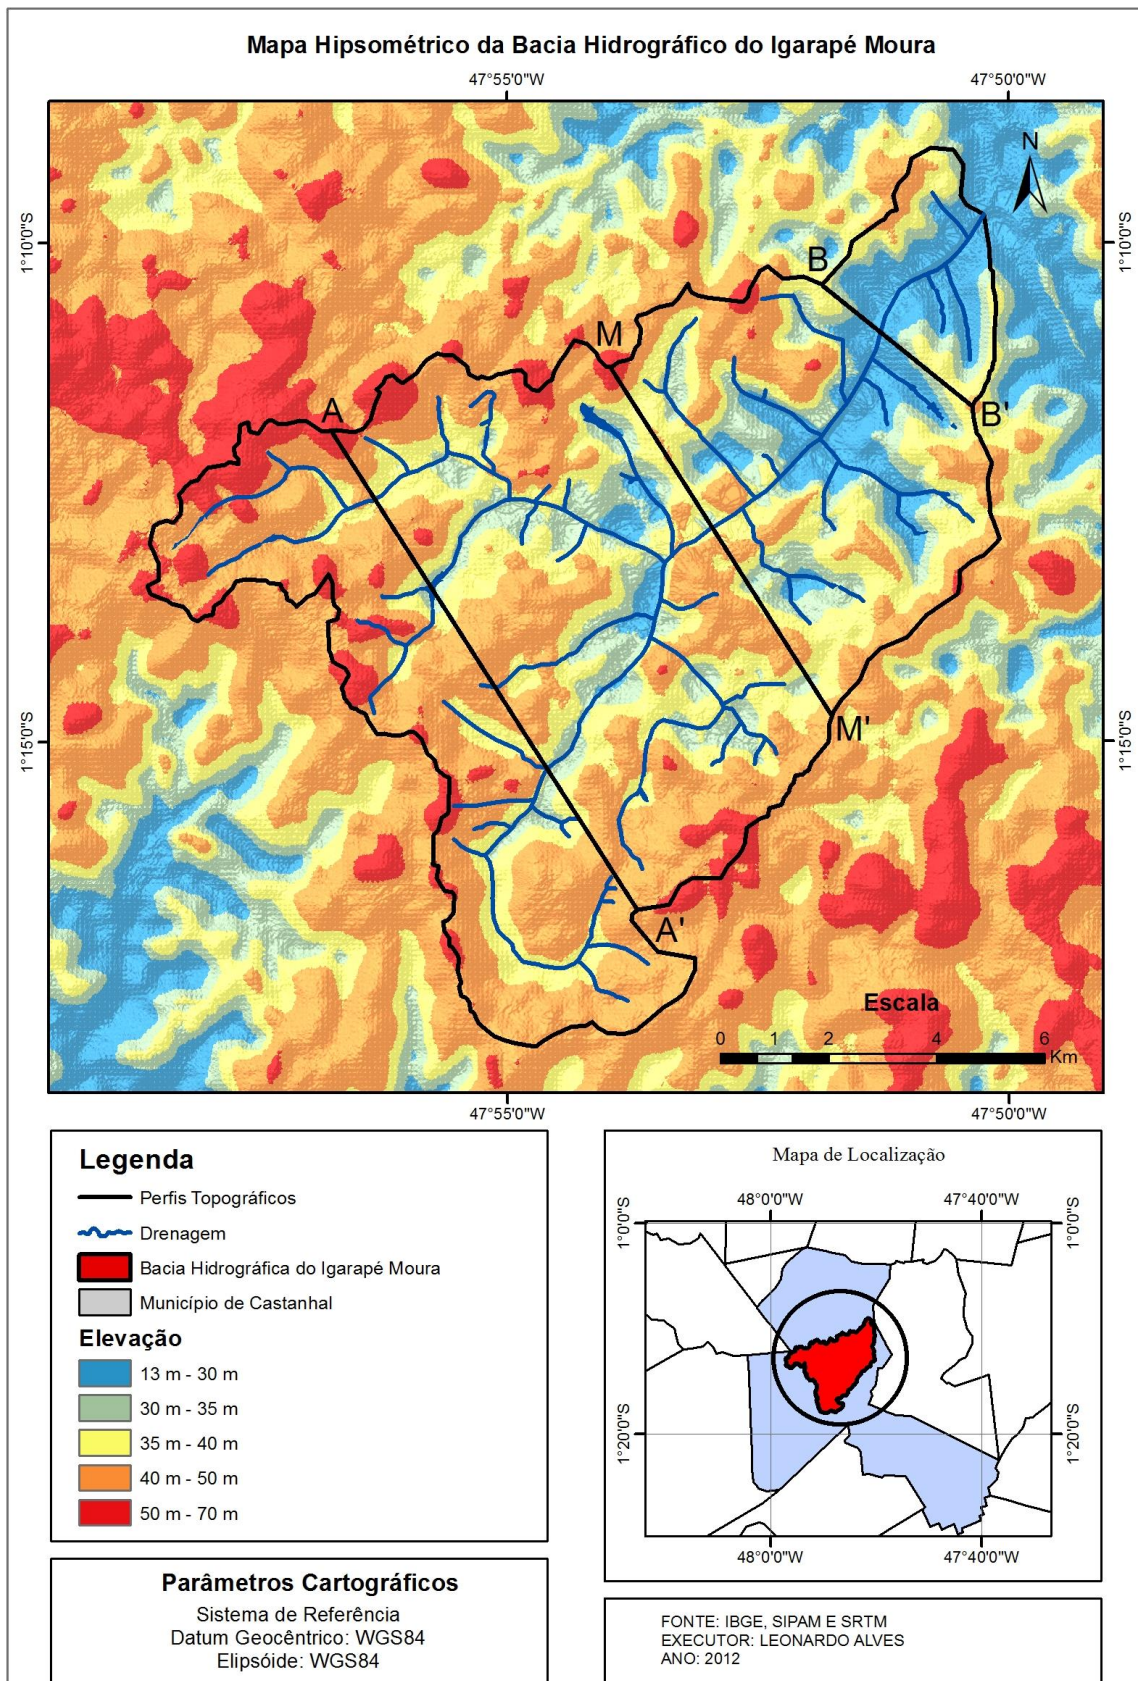 Mapa Hipsométrico da Bacia Hidrográfico do Igarapé Moura
47°55'0"W
47°50'0"W
N
1°10'0"S
1°10'0"S
B
M
A
B'
M'
1°15'0"S
1°15'0"S
A'
Escala
0 1 2 4 6
Km
47°55'0"W
47°50'0"W
Legenda
Perfis Topográficos
Drenagem
Bacia Hidrográfica do Igarapé Moura
Município de Castanhal
Elevação
13 m - 30 m
30 m - 35 m
35 m - 40 m
40 m - 50 m
50 m - 70 m
Mapa de Localização
48°0'0"W
47°40'0"W
1°0'0"S
1°0'0"S
1°20'0"S
1°20'0"S
48°0'0"W
47°40'0"W
Parâmetros Cartográficos
Sistema de Referência
Datum Geocêntrico: WGS84
Elipsóide: WGS84
FONTE: IBGE, SIPAM E SRTM
EXECUTOR: LEONARDO ALVES
ANO: 2012